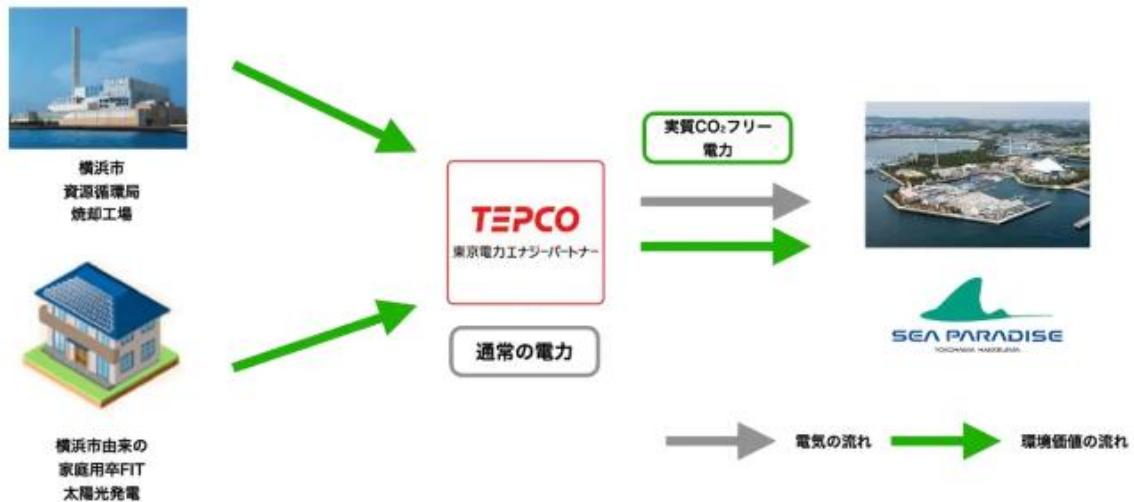 横浜市
資源循環局
焼却工場
横浜市由来の
家庭用卒FIT
太陽光発電
TEPCO
東京電力エナジーパートナー
通常の電力
実質CO₂フリー
電力
SEA PARADISE
YOKOHAMA HAKKEIJIMA
電気の流れ
環境価値の流れ